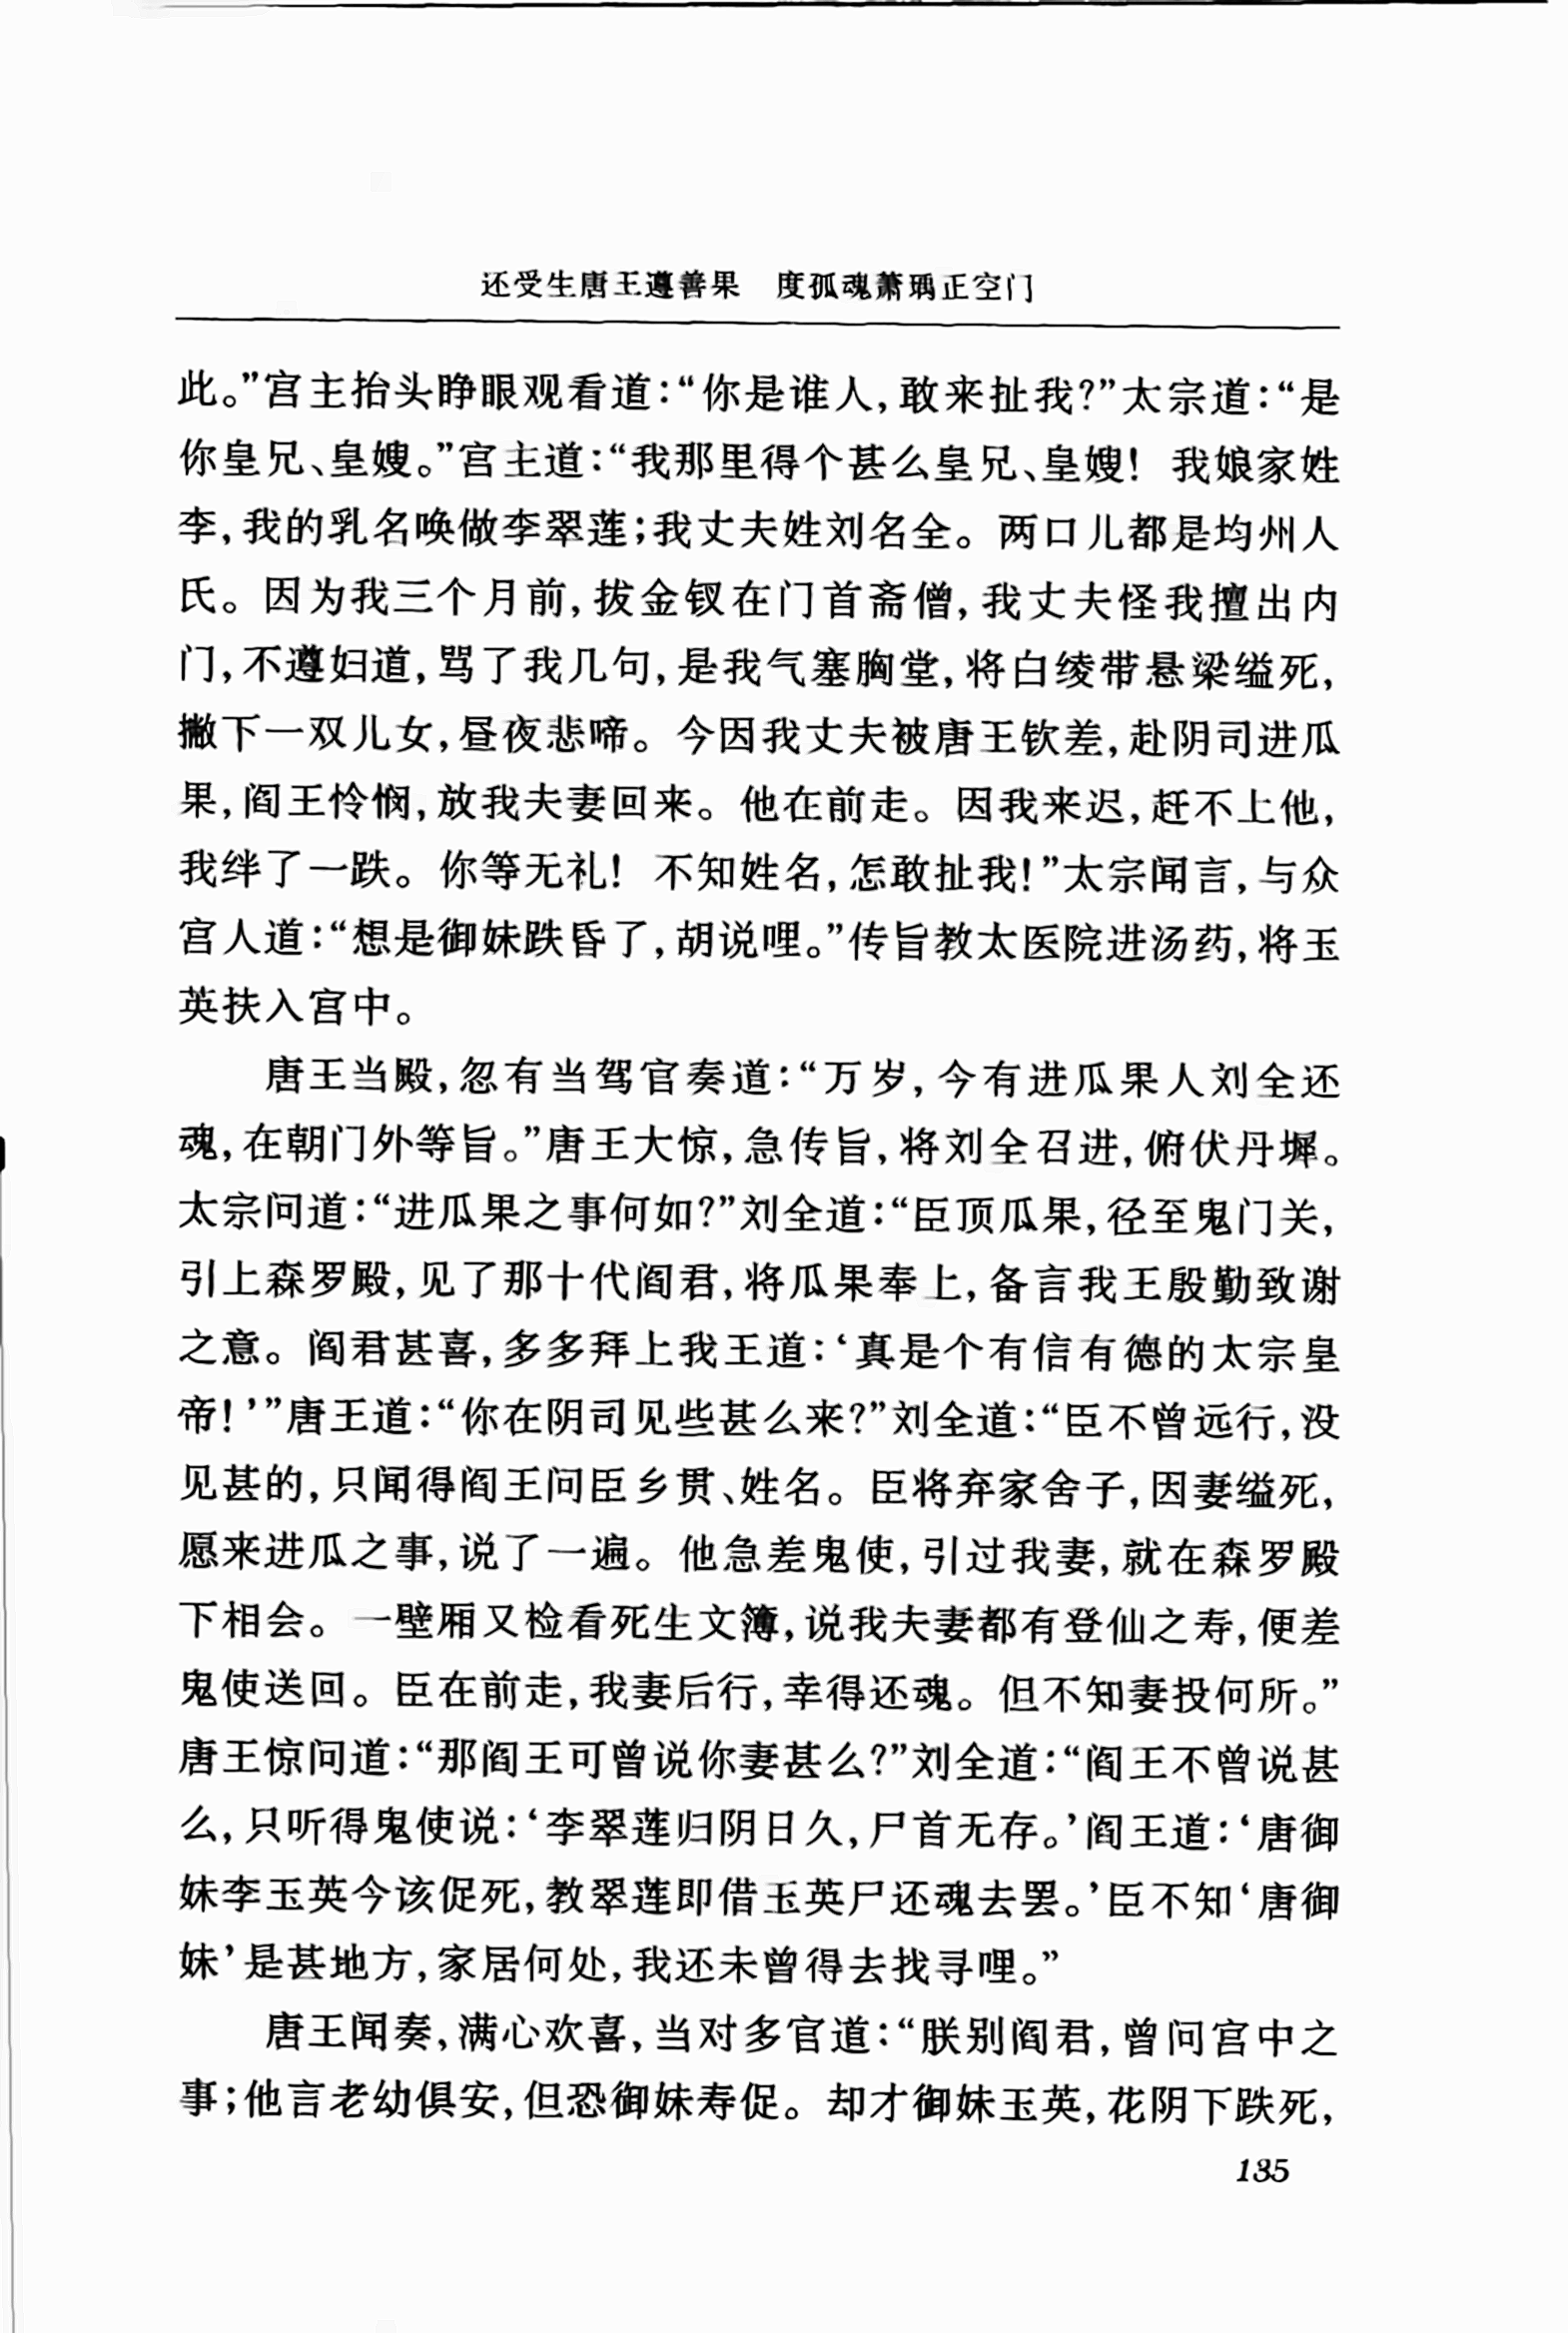 还受生唐王遵善果　度孤魂萧瑀正空门
此。”宫主抬头睁眼观看道：“你是谁人，敢来扯我？”太宗道：“是
你皇兄、皇嫂。”宫主道：“我那里得个甚么皇兄、皇嫂！我娘家姓
李，我的乳名唤做李翠莲；我丈夫姓刘名全。两口儿都是均州人
氏。因为我三个月前，拔金钗在门首斋僧，我丈夫怪我擅出内
门，不遵妇道，骂了我几句，是我气塞胸堂，将白绫带悬梁缢死，
撇下一双儿女，昼夜悲啼。今因我丈夫被唐王钦差，赴阴司进瓜
果，阎王怜悯，放我夫妻回来。他在前走。因我来迟，赶不上他，
我绊了一跌。你等无礼！不知姓名，怎敢扯我！”太宗闻言，与众
宫人道：“想是御妹跌昏了，胡说哩。”传旨教太医院进汤药，将玉
英扶入宫中。
唐王当殿，忽有当驾官奏道：“万岁，今有进瓜果人刘全还
魂，在朝门外等旨。”唐王大惊，急传旨，将刘全召进，俯伏丹墀。
太宗问道：“进瓜果之事何如？”刘全道：“臣顶瓜果，径至鬼门关，
引上森罗殿，见了那十代阎君，将瓜果奉上，备言我王殷勤致谢
之意。阎君甚喜，多多拜上我王道：‘真是个有信有德的太宗皇
帝！’”唐王道：“你在阴司见些甚么来？”刘全道：“臣不曾远行，没
见甚的，只闻得阎王问臣乡贯、姓名。臣将弃家舍子，因妻缢死，
愿来进瓜之事，说了一遍。他急差鬼使，引过我妻，就在森罗殿
下相会。一壁厢又检看死生文簿，说我夫妻都有登仙之寿，便差
鬼使送回。臣在前走，我妻后行，幸得还魂。但不知妻投何所。”
唐王惊问道：“那阎王可曾说你妻甚么？”刘全道：“阎王不曾说甚
么，只听得鬼使说：‘李翠莲归阴日久，尸首无存。’阎王道：‘唐御
妹李玉英今该促死，教翠莲即借玉英尸还魂去罢。’臣不知‘唐御
妹’是甚地方，家居何处，我还未曾得去找寻哩。”
唐王闻奏，满心欢喜，当对多官道：“朕别阎君，曾问宫中之
事；他言老幼俱安，但恐御妹寿促。却才御妹玉英，花阴下跌死，
135